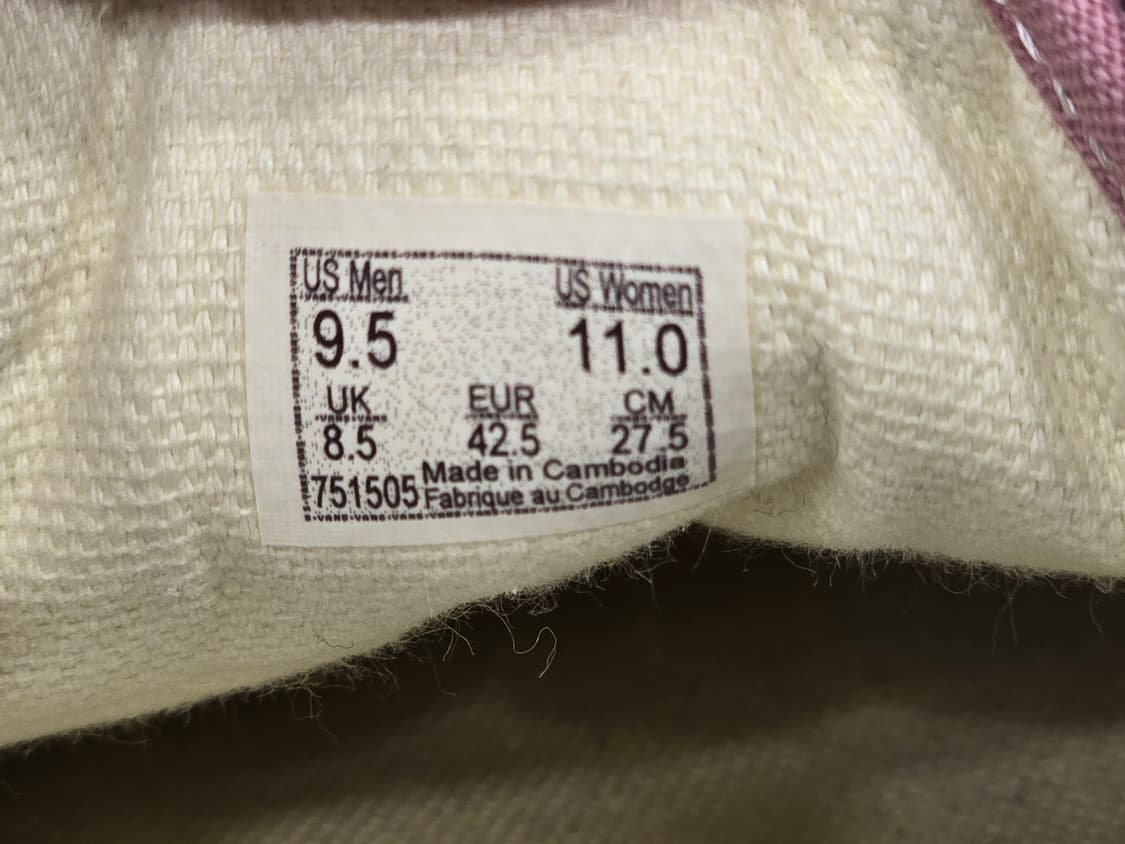 US Men US Women
9.5 11.0
UK EUR CM
8.5 42.5 27.5
751505 Made in Cambodia
Fabrique au Cambodge